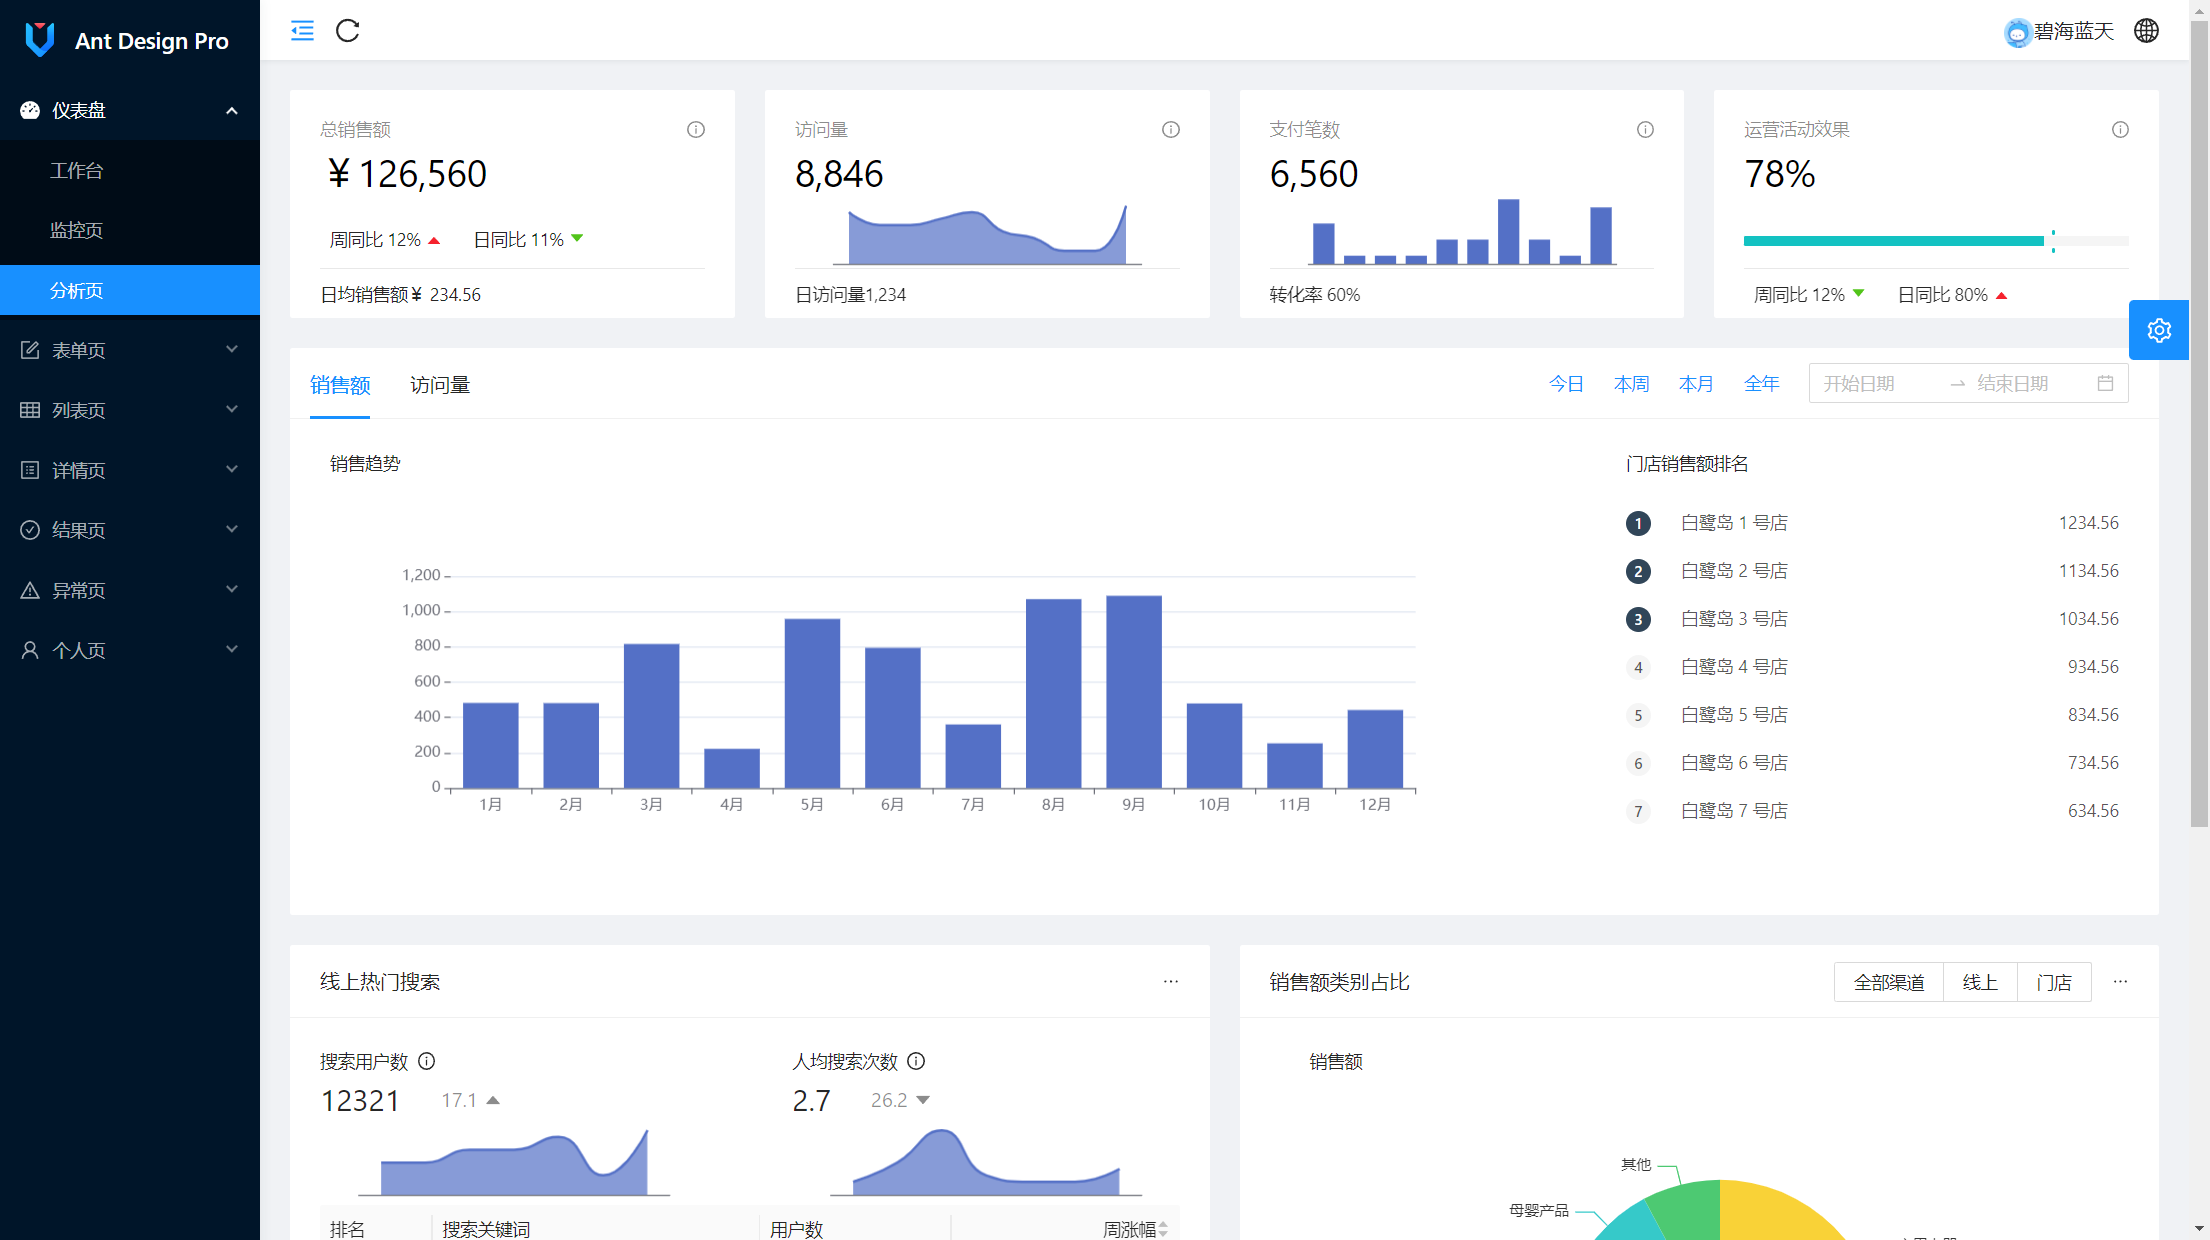 Ant Design Pro
碧海蓝天
仪表盘
工作台
监控页
分析页
表单页
列表页
详情页
结果页
异常页
个人页
总销售额
¥ 126,560
周同比 12%
日同比 11%
日均销售额¥ 234.56
访问量
8,846
日访问量1,234
支付笔数
6,560
转化率 60%
运营活动效果
78%
周同比 12%
日同比 80%
销售额
访问量
今日
本周
本月
全年
开始日期
结束日期
销售趋势
1,200
1,000
800
600
400
200
0
1月
2月
3月
4月
5月
6月
7月
8月
9月
10月
11月
12月
门店销售额排名
1 白鹭岛 1 号店 1234.56
2 白鹭岛 2 号店 1134.56
3 白鹭岛 3 号店 1034.56
4 白鹭岛 4 号店 934.56
5 白鹭岛 5 号店 834.56
6 白鹭岛 6 号店 734.56
7 白鹭岛 7 号店 634.56
线上热门搜索
搜索用户数
12321 17.1
人均搜索次数
2.7 26.2
排名
搜索关键词
用户数
周涨幅
销售额类别占比
全部渠道
线上
门店
销售额
其他
母婴产品